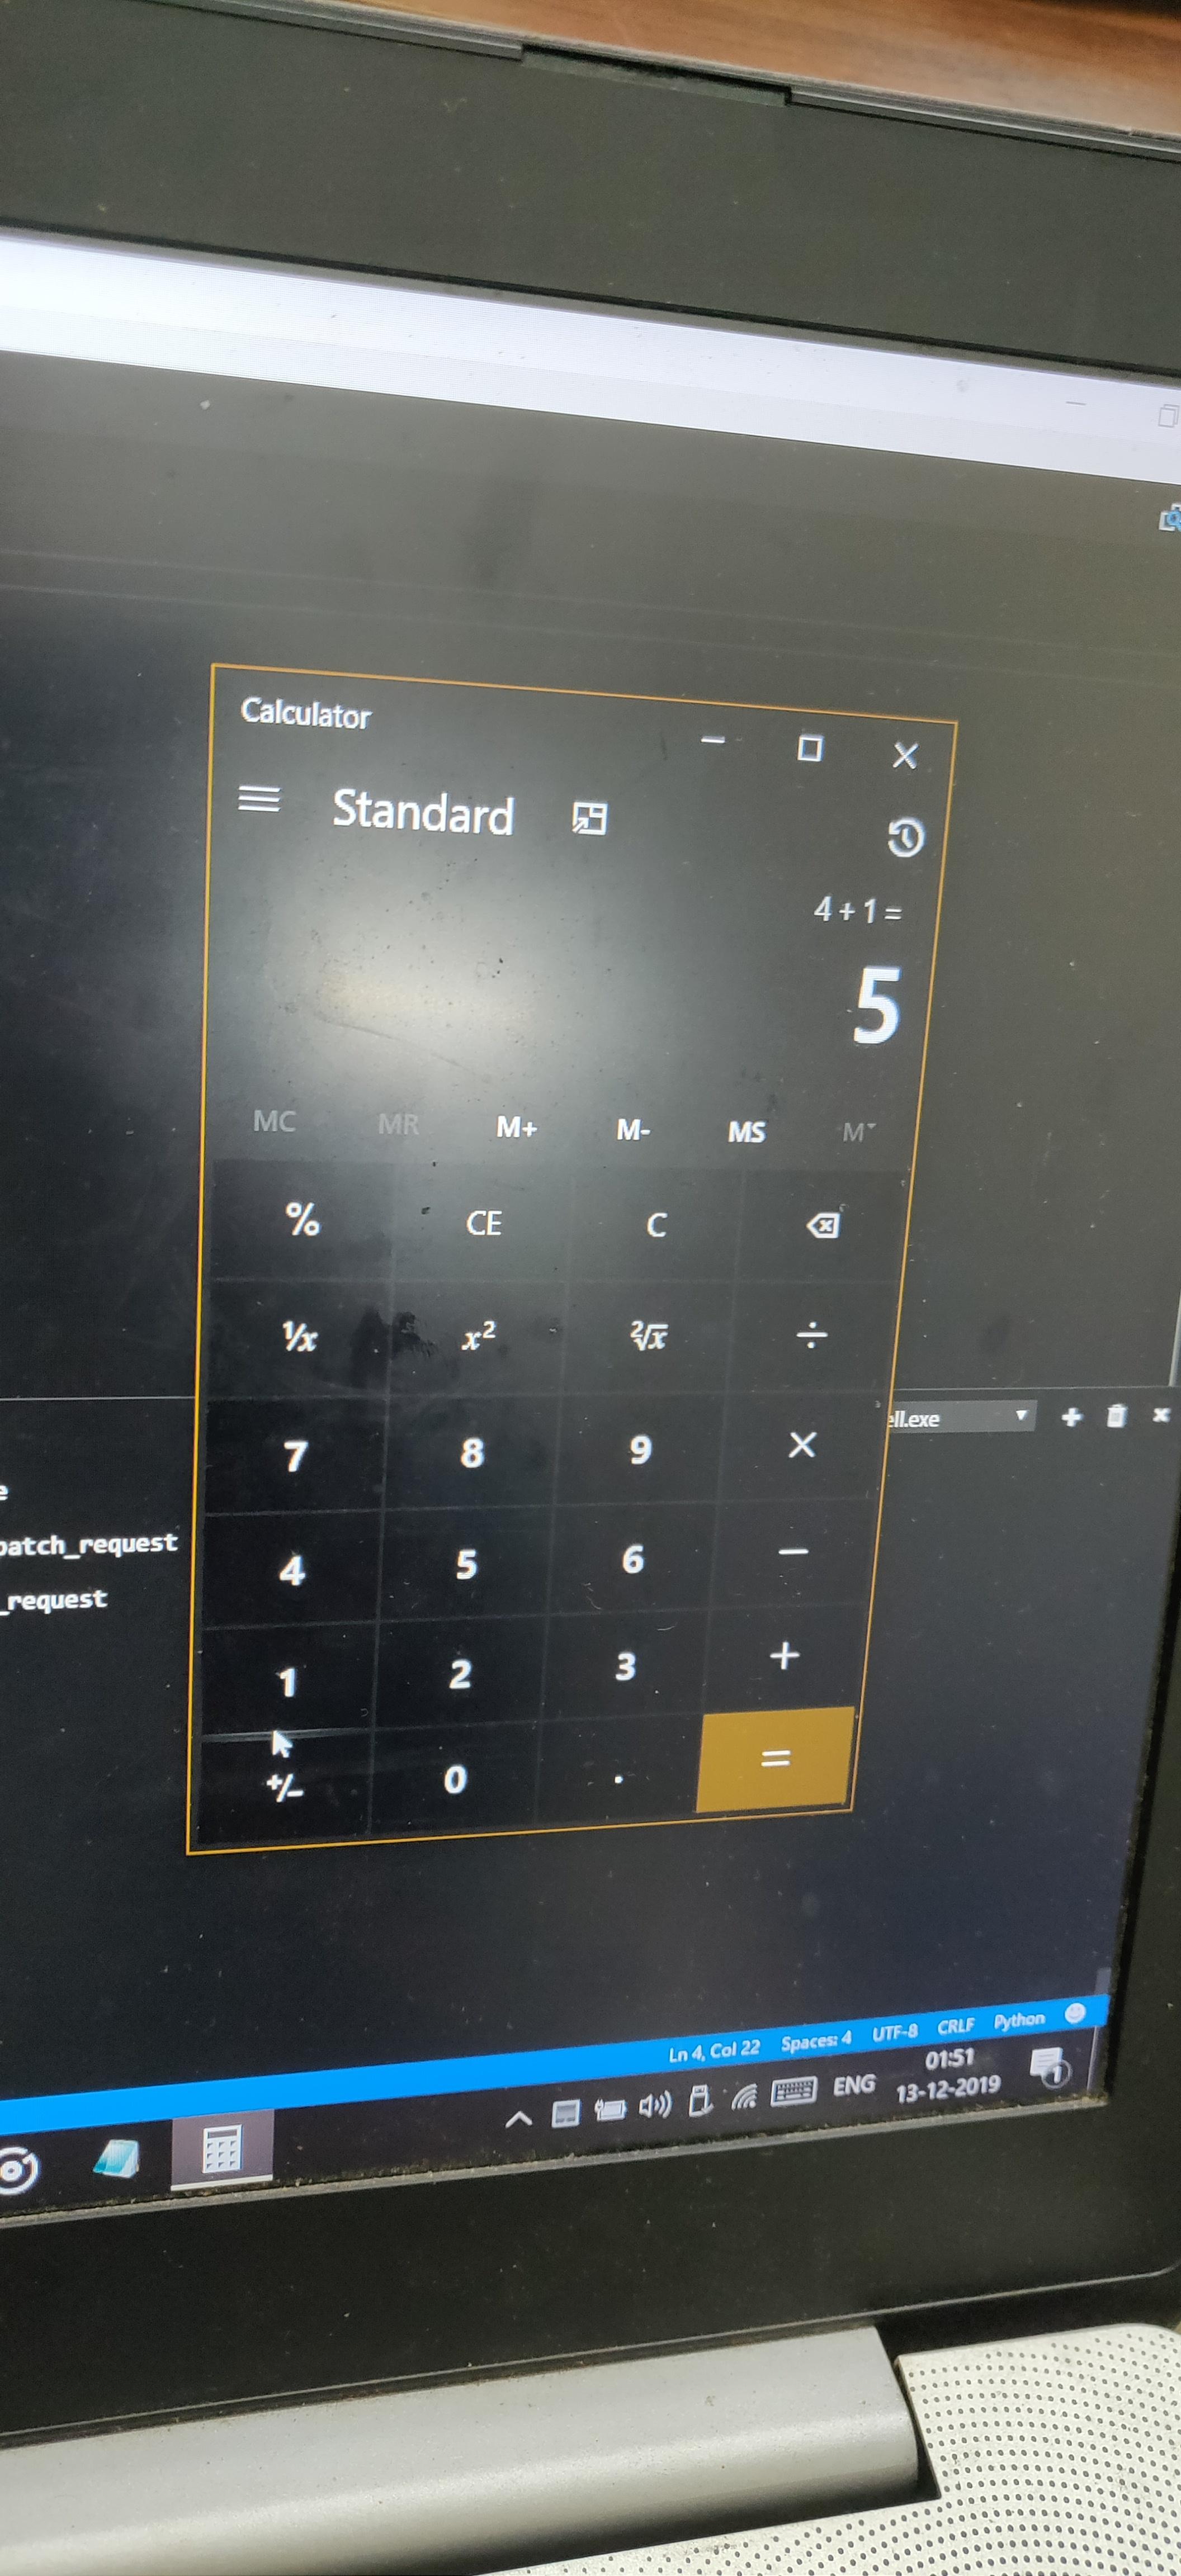 Calculator
Standard
4 + 1 =
5
MC MR M+ M- MS M
% CE C
1/x x² ²√x ÷
7 8 9 ×
4 5 6 −
1 2 3 +
+/- 0 . =
ll.exe
patch_request
_request
Ln 4, Col 22 Spaces: 4 UTF-8 CRLF Python
ENG 01:51
13-12-2019
1